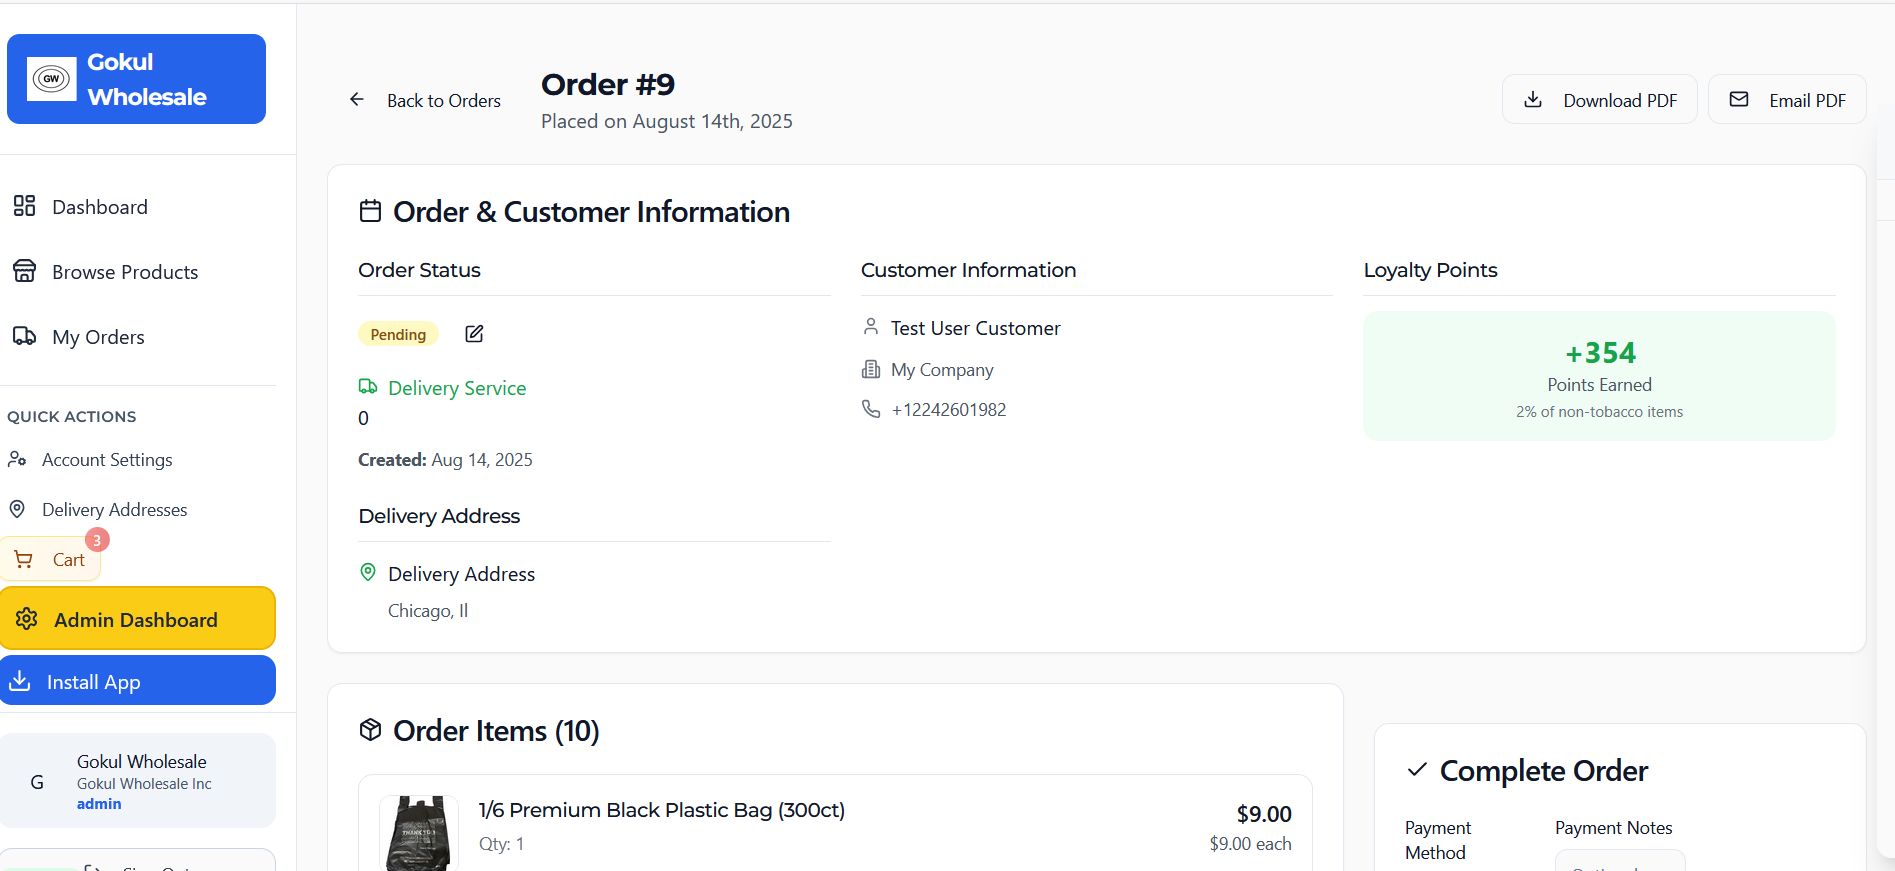 GW
Gokul
Wholesale
Dashboard
Browse Products
My Orders
QUICK ACTIONS
Account Settings
Delivery Addresses
3
Cart
Admin Dashboard
Install App
G
Gokul Wholesale
Gokul Wholesale Inc
admin
Back to Orders
Order #9
Placed on August 14th, 2025
Download PDF
Email PDF
Order & Customer Information
Order Status
Pending
Delivery Service
0
Created: Aug 14, 2025
Delivery Address
Delivery Address
Chicago, Il
Customer Information
Test User Customer
My Company
+12242601982
Loyalty Points
+354
Points Earned
2% of non-tobacco items
Order Items (10)
1/6 Premium Black Plastic Bag (300ct)
Qty: 1
$9.00
$9.00 each
Complete Order
Payment
Method
Payment Notes